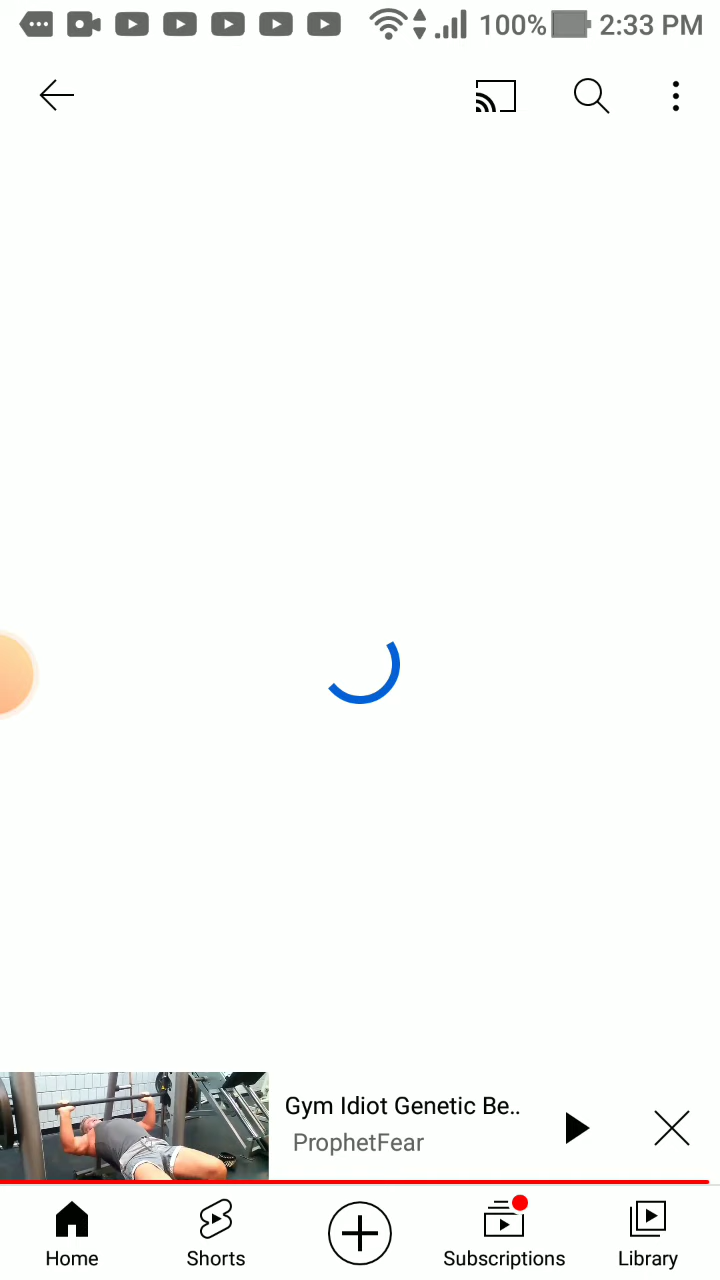 100% 2:33 PM
Gym Idiot Genetic Be..
ProphetFear
Home Shorts Subscriptions Library